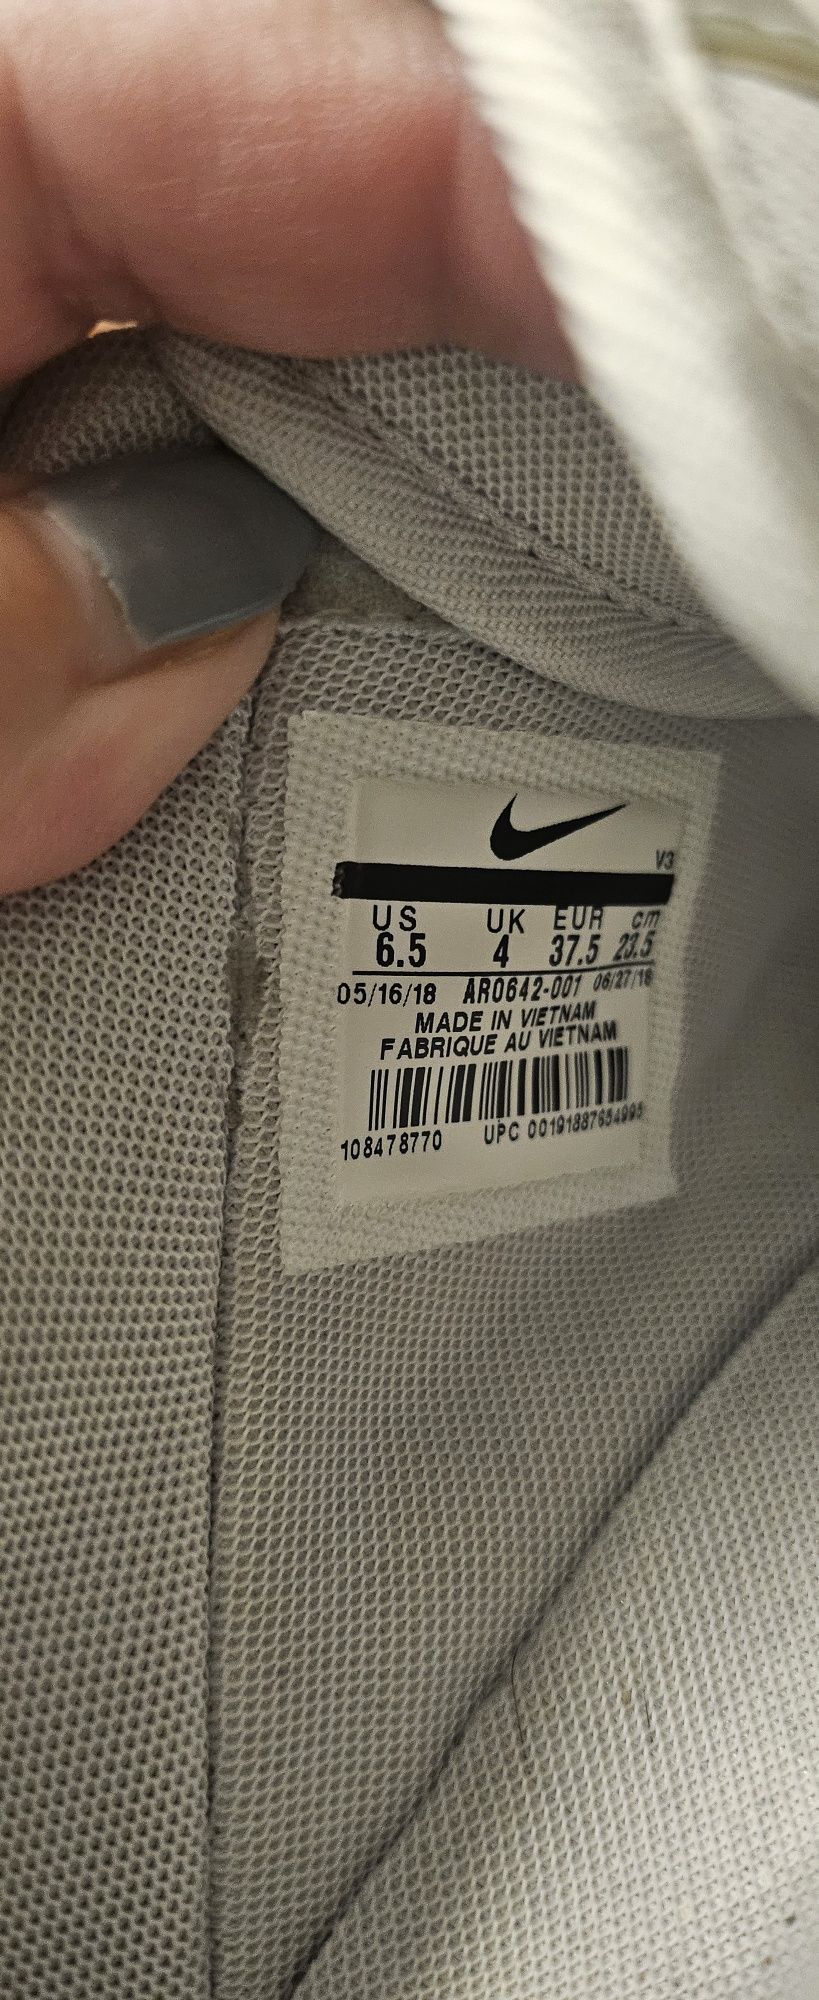 V3
US UK EUR cm
6.5 4 37.5 23.5
05/16/18 AR0642-001 06/27/18
MADE IN VIETNAM
FABRIQUE AU VIETNAM
108478770 UPC 00191887654995